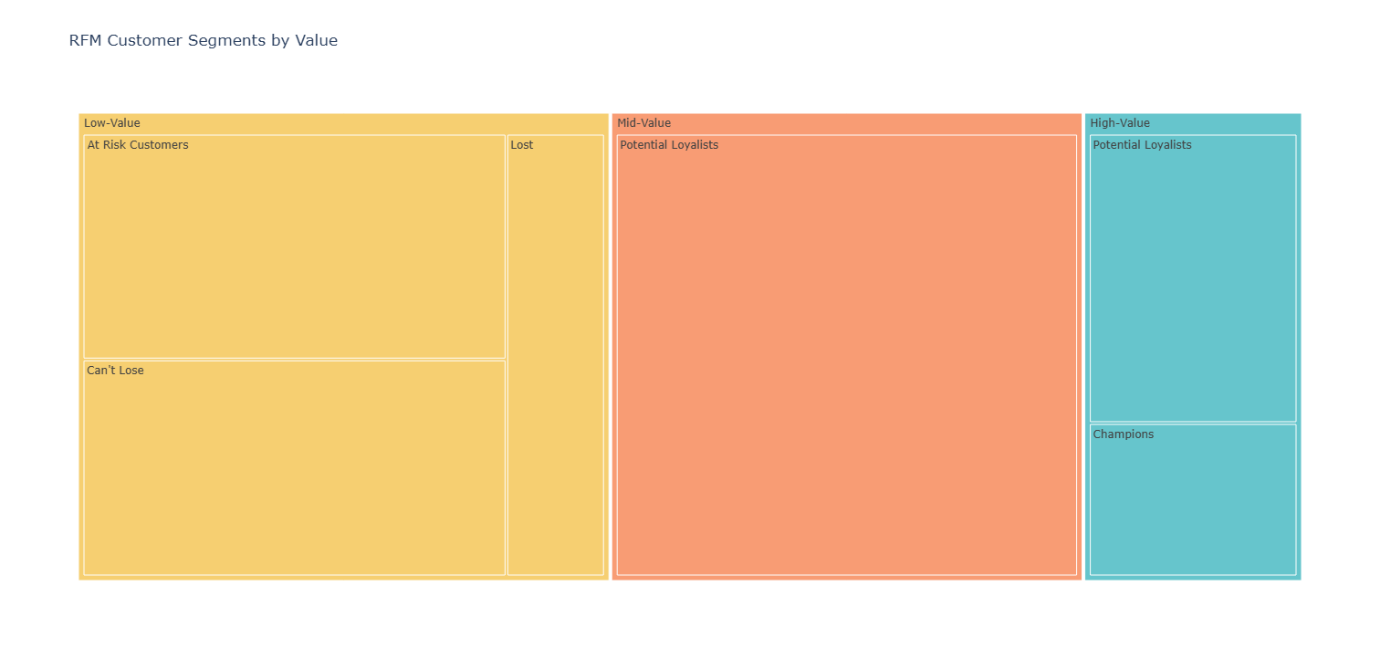 RFM Customer Segments by Value
Low-Value
At Risk Customers
Lost
Can't Lose
Mid-Value
Potential Loyalists
High-Value
Potential Loyalists
Champions